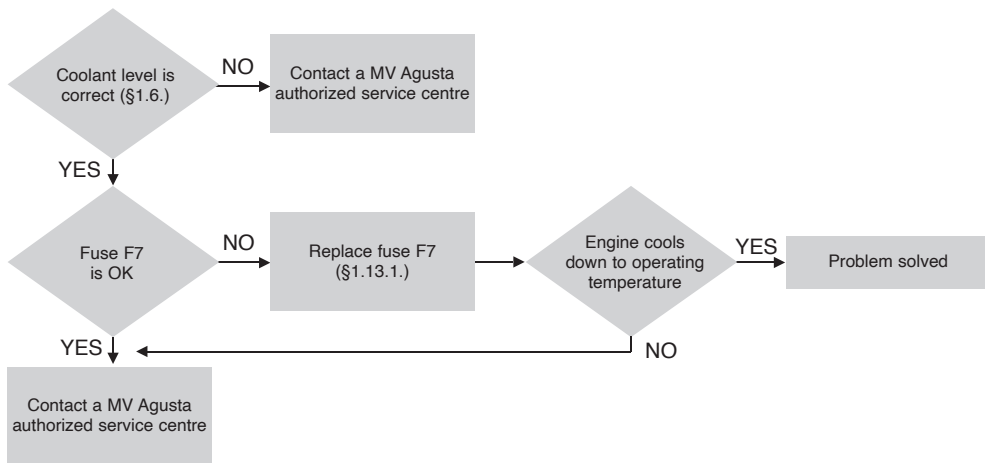 Coolant level is
correct (§1.6.)
NO
Contact a MV Agusta
authorized service centre
YES
Fuse F7
is OK
NO
Replace fuse F7
(§1.13.1.)
Engine cools
down to operating
temperature
YES
Problem solved
YES
NO
Contact a MV Agusta
authorized service centre